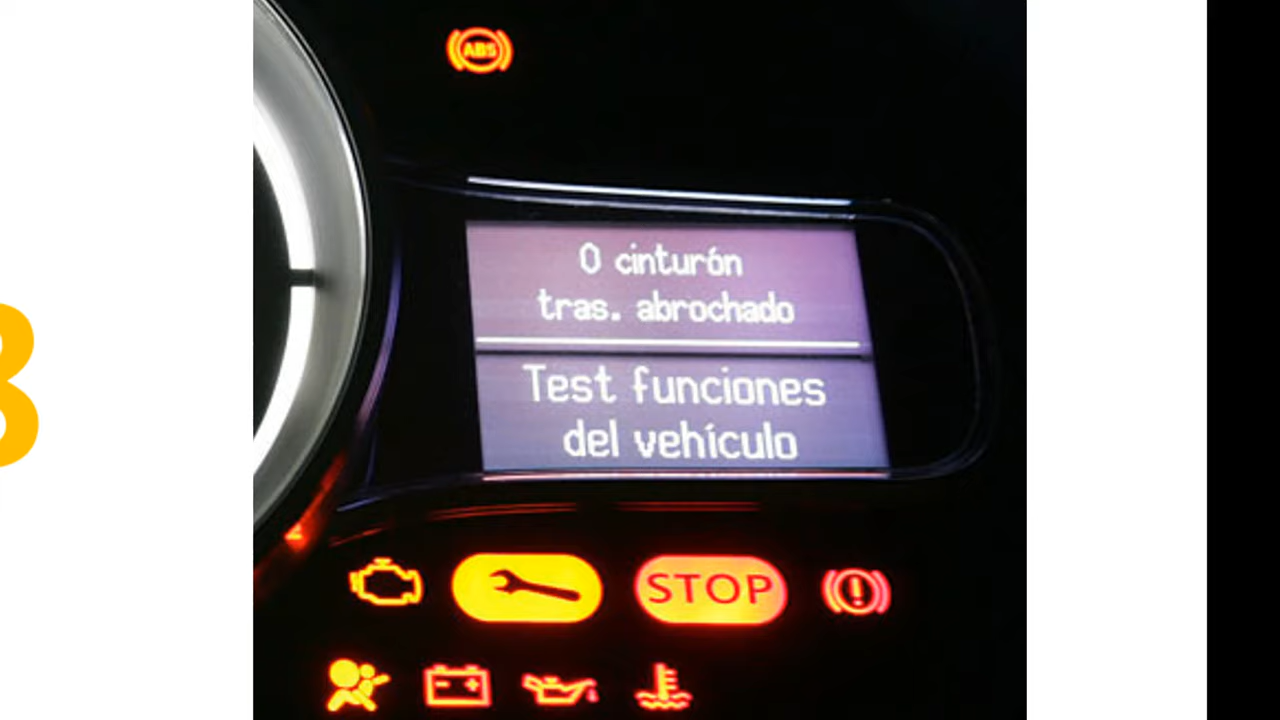 ABS
0 cinturón
tras. abrochado
Test funciones
del vehículo
STOP